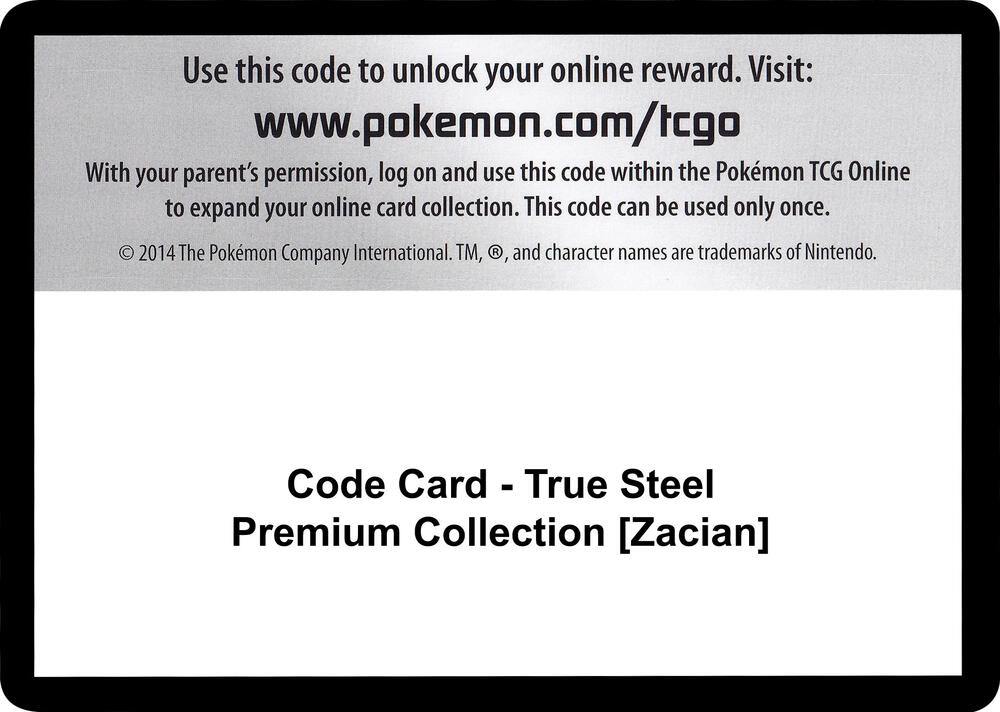 Use this code to unlock your online reward. Visit:
www.pokemon.com/tcgo
With your parent's permission, log on and use this code within the Pokémon TCG Online
to expand your online card collection. This code can be used only once.
© 2014 The Pokémon Company International. TM, ®, and character names are trademarks of Nintendo.
Code Card - True Steel
Premium Collection [Zacian]